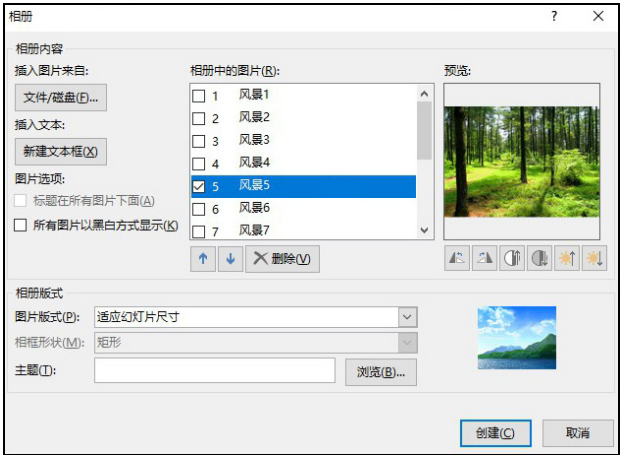 相册
?
相册内容
插入图片来自:
文件/磁盘(F)...
插入文本:
新建文本框(X)
图片选项:
标题在所有图片下面(A)
所有图片以黑白方式显示(K)
相册中的图片(R):
1 风景1
2 风景2
3 风景3
4 风景4
5 风景5
6 风景6
7 风景7
删除(V)
预览:
相册版式
图片版式(P): 适应幻灯片尺寸
相框形状(M): 矩形
主题(T):
浏览(B)...
创建(C)
取消